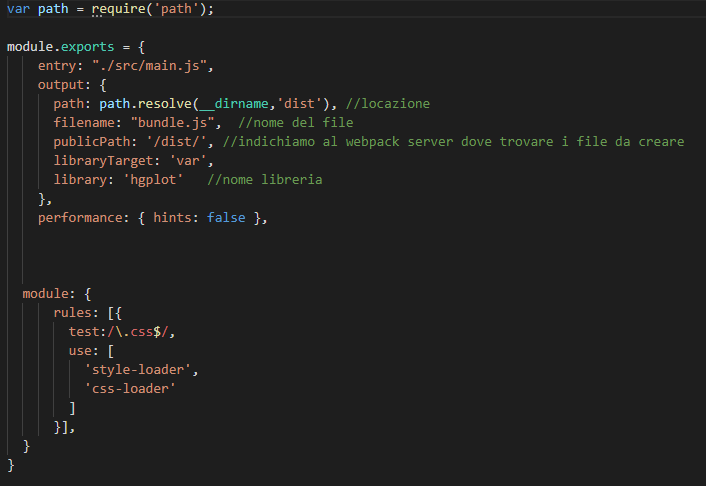 var path = require('path');
module.exports = {
entry: "./src/main.js",
output: {
path: path.resolve(__dirname,'dist'), //locazione
filename: "bundle.js",  //nome del file
publicPath: '/dist/', //indichiamo al webpack server dove trovare i file da creare
libraryTarget: 'var',
library: 'hgplot'   //nome libreria
},
performance: { hints: false },
module: {
rules: [{
test:/\.css$/,
use: [
'style-loader',
'css-loader'
]
}],
}
}